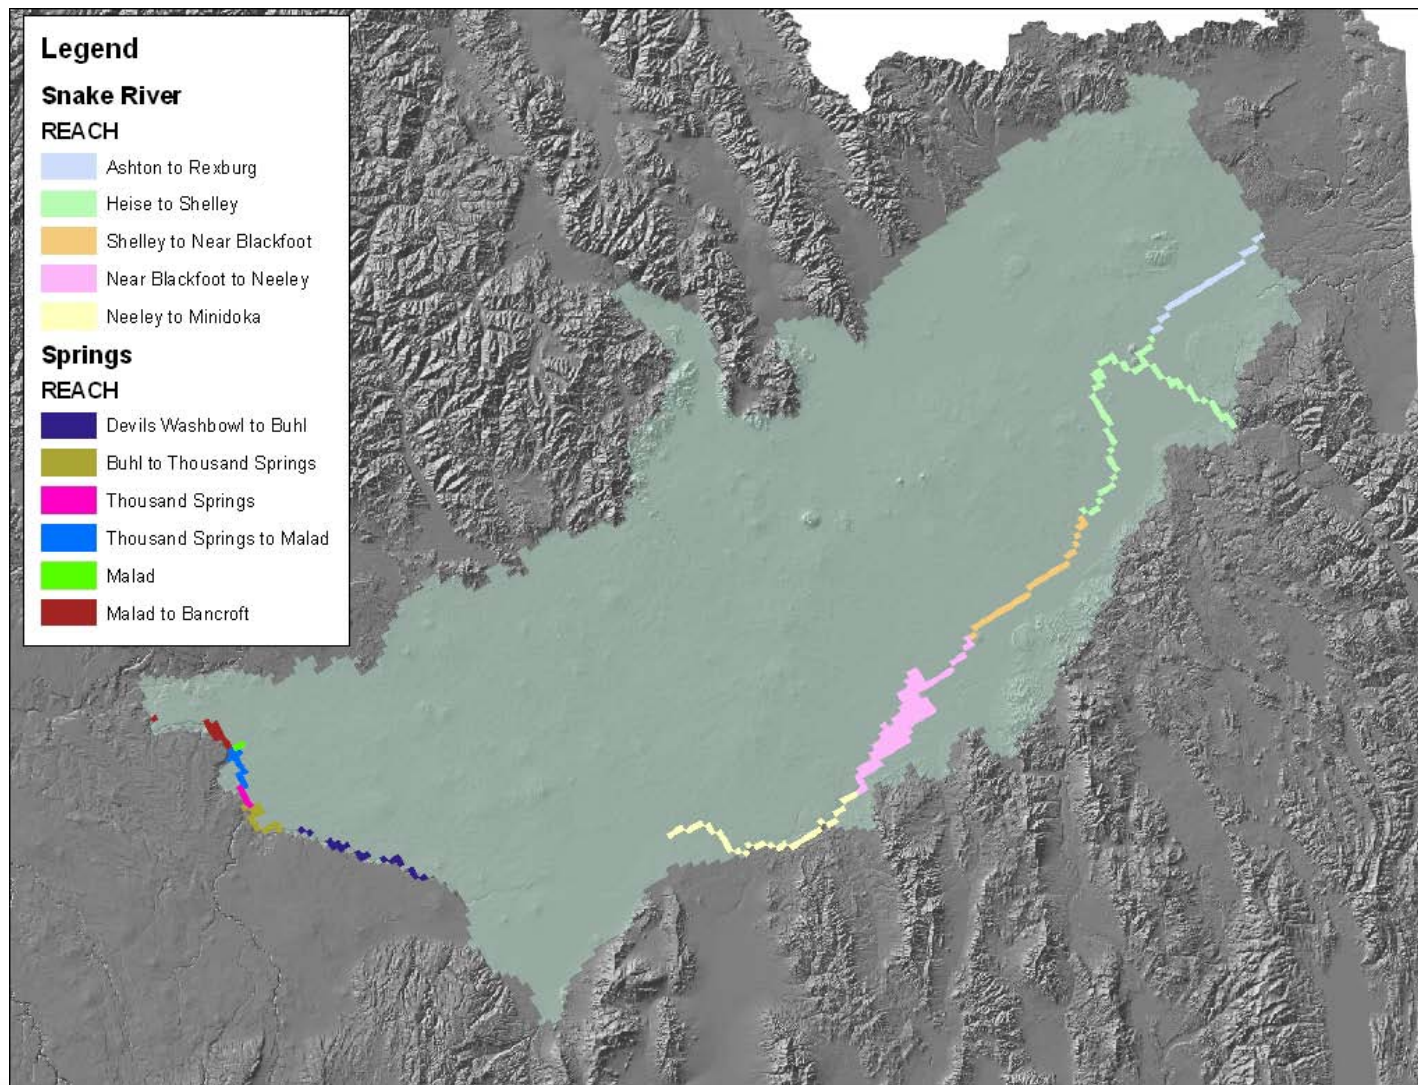 Legend
Snake River
REACH
Ashton to Rexburg
Heise to Shelley
Shelley to Near Blackfoot
Near Blackfoot to Neeley
Neeley to Minidoka
Springs
REACH
Devils Washbowl to Buhl
Buhl to Thousand Springs
Thousand Springs
Thousand Springs to Malad
Malad
Malad to Bancroft